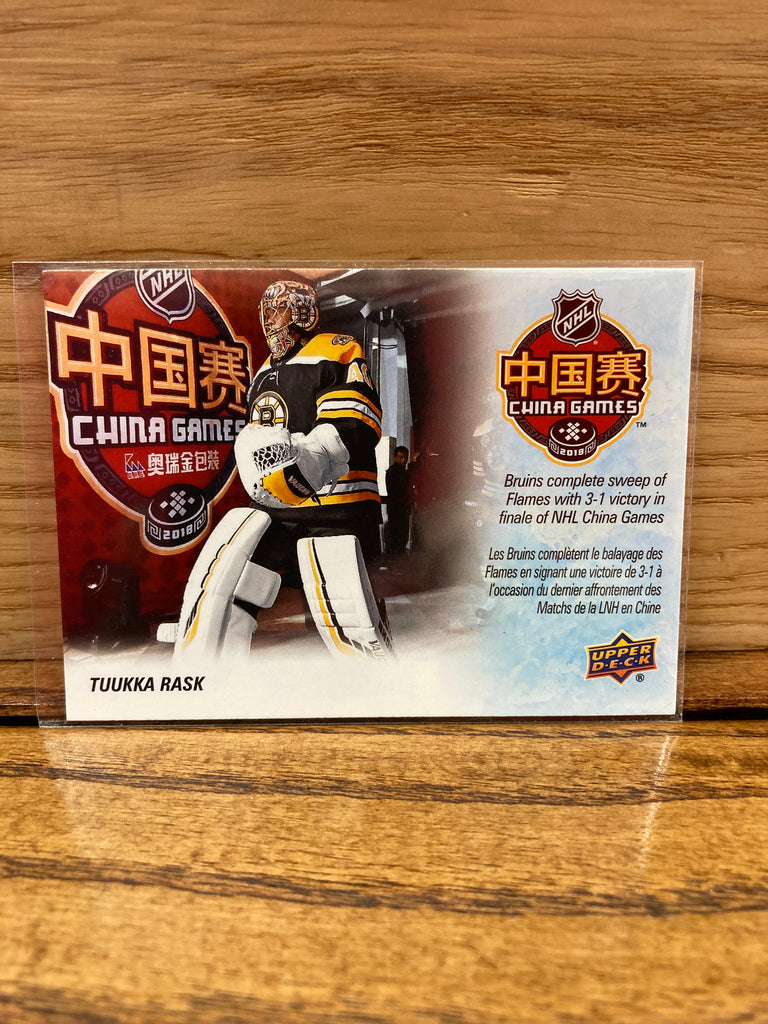 NHL
中国赛
CHINA GAMES
奥瑞金包装
2018
B
B
VAUGHN
TUUKKA RASK
NHL
中国赛
CHINA GAMES
TM
2018
Bruins complete sweep of
Flames with 3-1 victory in
finale of NHL China Games
Les Bruins complètent le balayage des
Flames en signant une victoire de 3-1 à
l'occasion du dernier affrontement des
Matchs de la LNH en Chine
UPPER
D·E·C·K
®